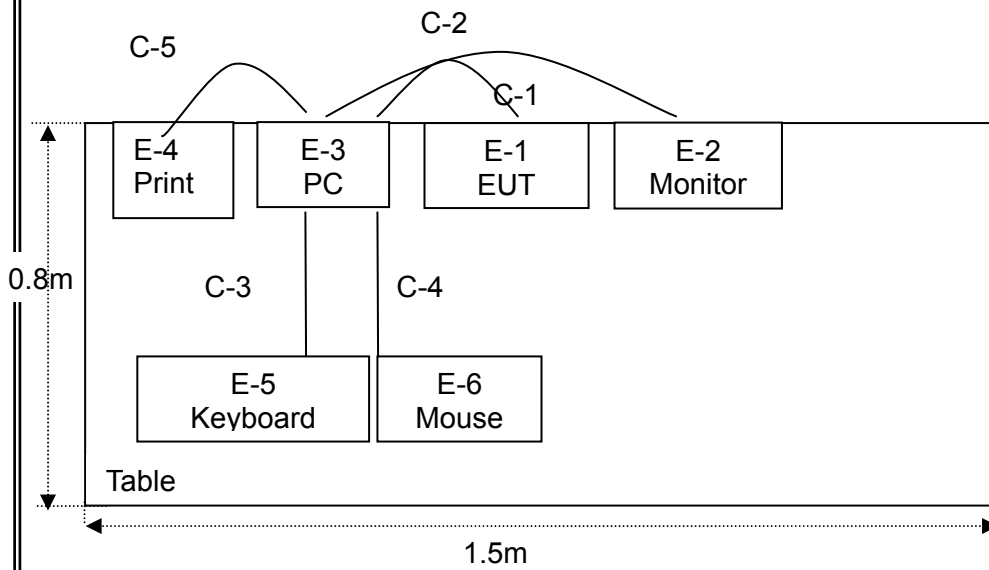 C-2
C-5
C-1
E-4
Print
E-3
PC
E-1
EUT
E-2
Monitor
0.8m
C-3
C-4
E-5
Keyboard
E-6
Mouse
Table
1.5m